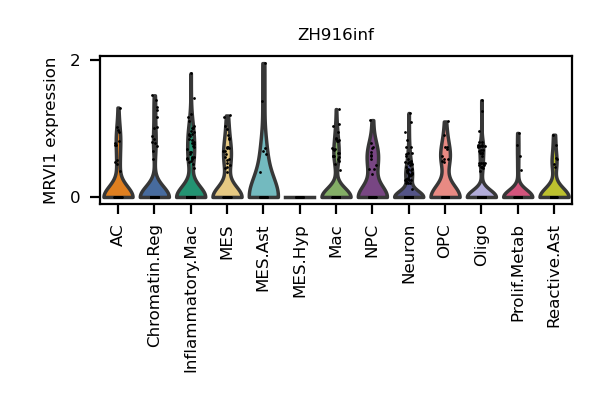 ZH916inf
MRVI1 expression
2
0
AC
Chromatin.Reg
Inflammatory.Mac
MES
MES.Ast
MES.Hyp
Mac
NPC
Neuron
OPC
Oligo
Prolif.Metab
Reactive.Ast